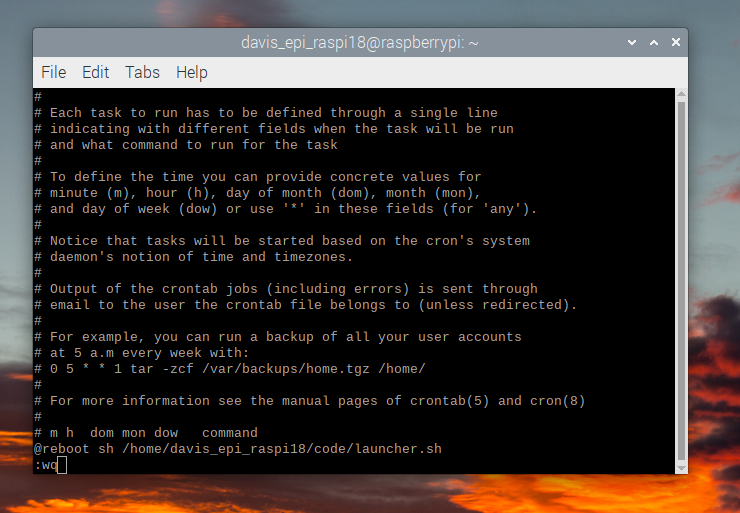 davis_epi_raspi18@raspberrypi: ~
File Edit Tabs Help
#
# Each task to run has to be defined through a single line
# indicating with different fields when the task will be run
# and what command to run for the task
#
# To define the time you can provide concrete values for
# minute (m), hour (h), day of month (dom), month (mon),
# and day of week (dow) or use '*' in these fields (for 'any').
#
# Notice that tasks will be started based on the cron's system
# daemon's notion of time and timezones.
#
# Output of the crontab jobs (including errors) is sent through
# email to the user the crontab file belongs to (unless redirected).
#
# For example, you can run a backup of all your user accounts
# at 5 a.m every week with:
# 0 5 * * 1 tar -zcf /var/backups/home.tgz /home/
#
# For more information see the manual pages of crontab(5) and cron(8)
#
# m h  dom mon dow   command
@reboot sh /home/davis_epi_raspi18/code/launcher.sh
:wq